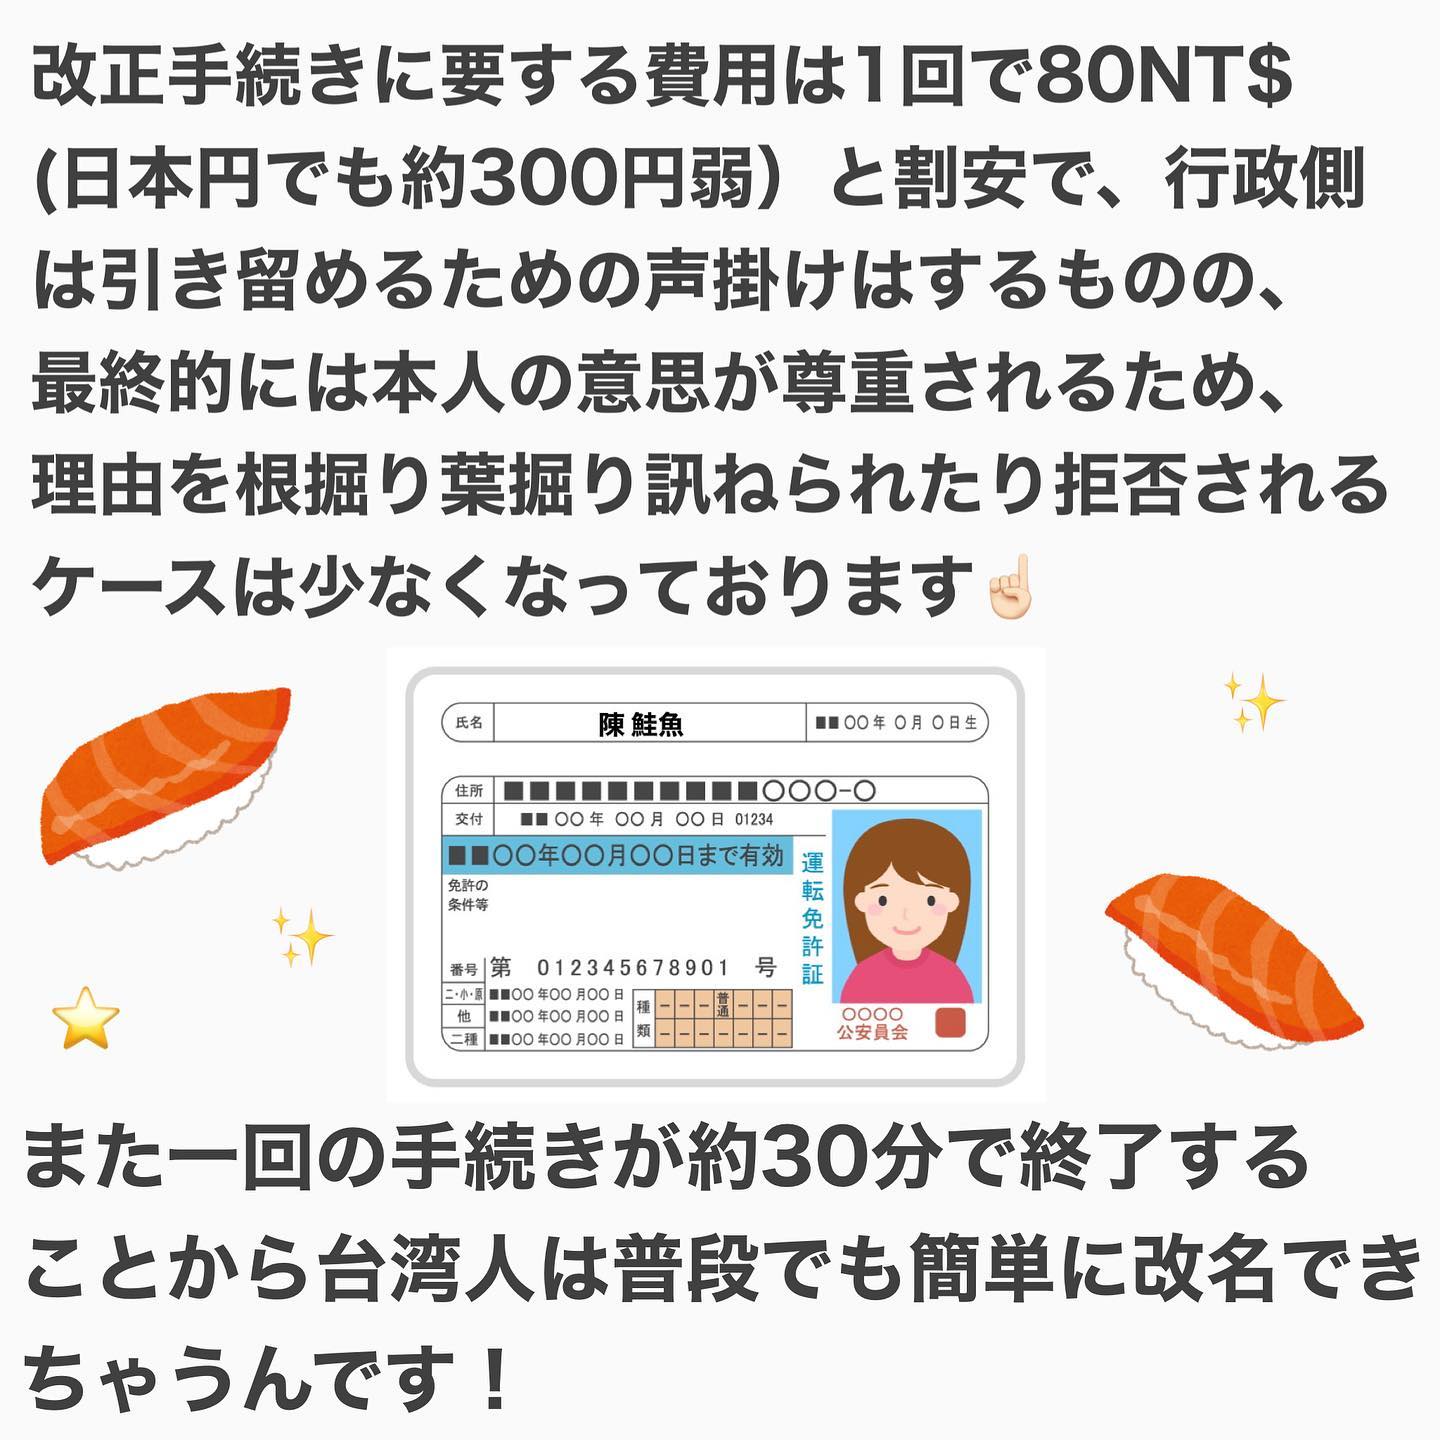 改正手続きに要する費用は1回で80NT$
(日本円でも約300円弱）と割安で、行政側
は引き留めるための声掛けはするものの、
最終的には本人の意思が尊重されるため、
理由を根掘り葉掘り訊ねられたり拒否される
ケースは少なくなっております☝🏻
氏名 陳 鮭魚 ■■〇〇年 〇月 〇日生
住所 ■■■■■■■■■■〇〇〇-〇
交付 ■■ 〇〇 年 〇〇 月 〇〇 日 01234
■■〇〇年〇〇月〇〇日まで有効
免許の
条件等
運転免許証
番号 第 012345678901 号
二・小・原 ■■〇〇 年〇〇 月〇〇 日
他 ■■〇〇 年〇〇 月〇〇 日
二種 ■■〇〇 年〇〇 月〇〇 日
種類 普通
〇〇〇〇
公安員会
また一回の手続きが約30分で終了する
ことから台湾人は普段でも簡単に改名でき
ちゃうんです！